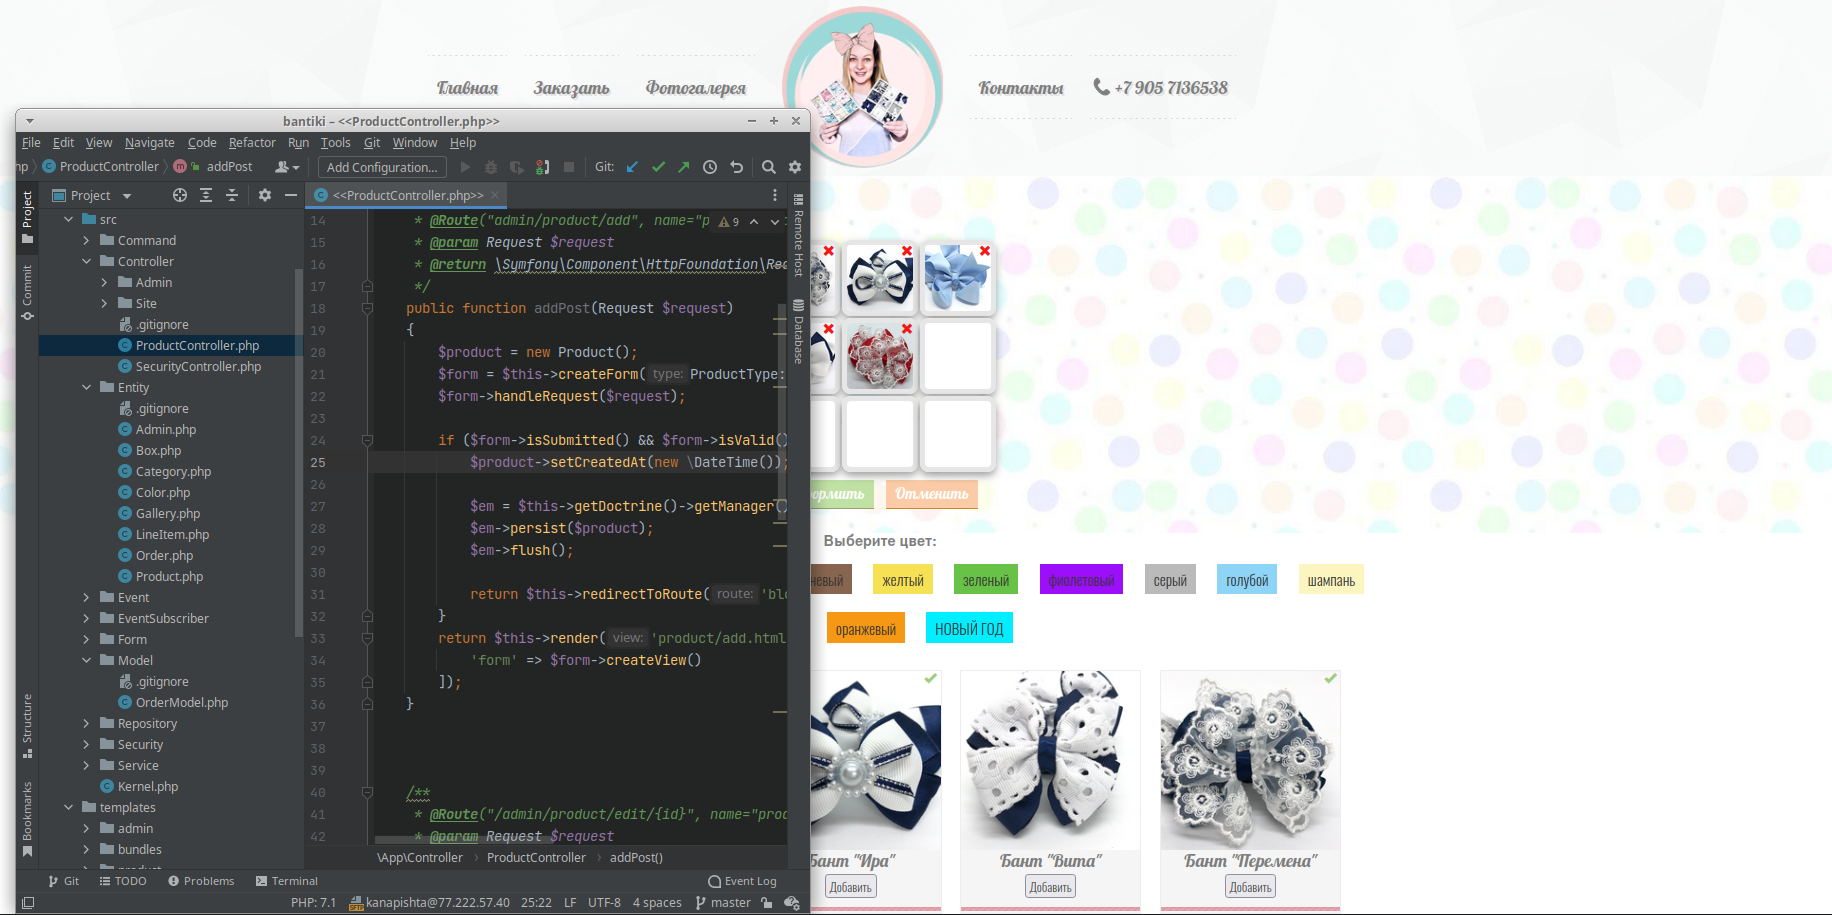 Главная Заказать Фотогалерея Контакты +7 905 7136538
bantiki – <<ProductController.php>>
File Edit View Navigate Code Refactor Run Tools Git Window Help
ProductController addPost Add Configuration... Git:
Project <<ProductController.php>>
Project
Commit
Structure
Bookmarks
src
Command
Controller
Admin
Site
.gitignore
ProductController.php
SecurityController.php
Entity
.gitignore
Admin.php
Box.php
Category.php
Color.php
Gallery.php
LineItem.php
Order.php
Product.php
Event
EventSubscriber
Form
Model
.gitignore
OrderModel.php
Repository
Security
Service
Kernel.php
templates
admin
bundles
14 * @Route("admin/product/add", name="p 9
15 * @param Request $request
16 * @return \Symfony\Component\HttpFoundation\Red
17 */
18 public function addPost(Request $request)
19 {
20 $product = new Product();
21 $form = $this->createForm( type: ProductType:
22 $form->handleRequest($request);
23
24 if ($form->isSubmitted() && $form->isValid()
25 $product->setCreatedAt(new \DateTime());
26
27 $em = $this->getDoctrine()->getManager()
28 $em->persist($product);
29 $em->flush();
30
31 return $this->redirectToRoute( route: 'blo
32 }
33 return $this->render( view: 'product/add.html
34 'form' => $form->createView()
35 ]);
36 }
37
38
39
40 /**
41 * @Route("/admin/product/edit/{id}", name="prod
42 * @param Request $request
Remote Host
Database
\App\Controller ProductController addPost()
Git TODO Problems Terminal Event Log
PHP: 7.1 kanapishta@77.222.57.40 25:22 LF UTF-8 4 spaces master
Отменить
Выберите цвет:
желтый зеленый фиолетовый серый голубой шампань
оранжевый НОВЫЙ ГОД
Бант "Ира" Бант "Вита" Бант "Перемена"
Добавить Добавить Добавить